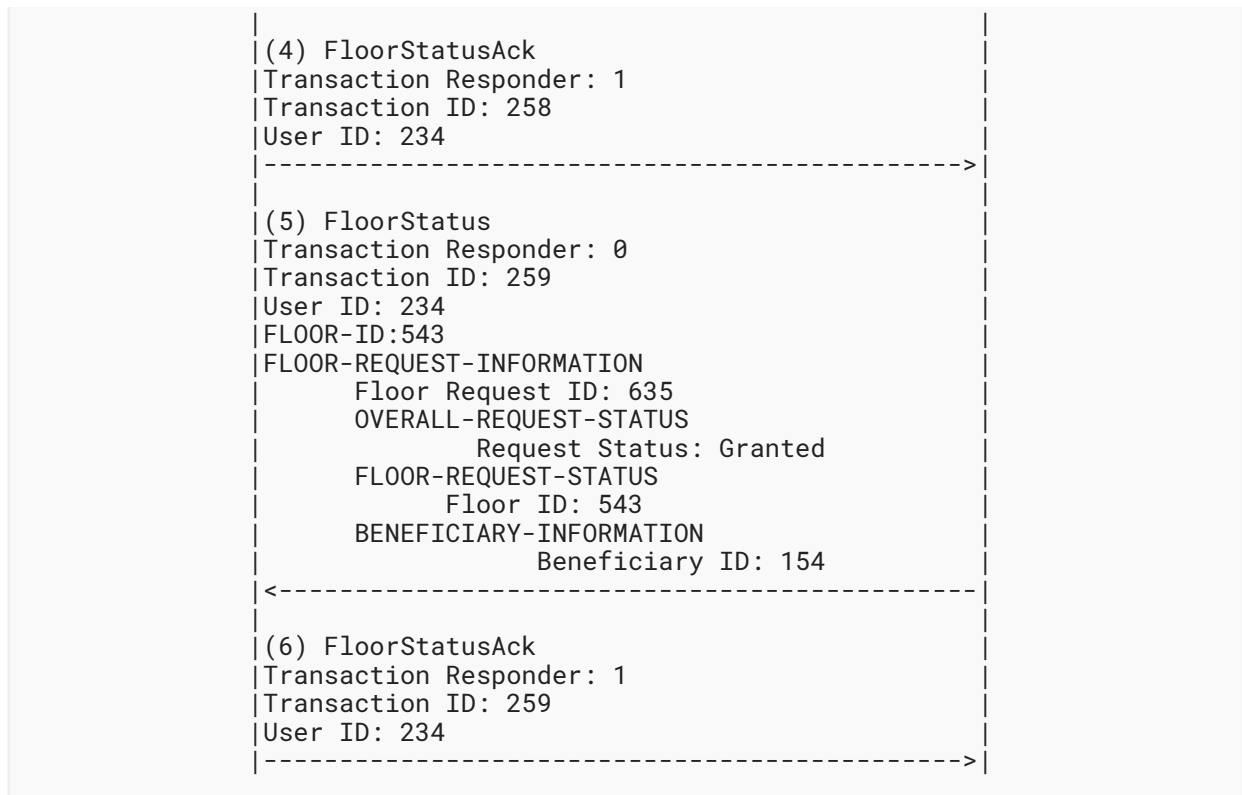 |                                               |
|(4) FloorStatusAck                             |
|Transaction Responder: 1                       |
|Transaction ID: 258                            |
|User ID: 234                                   |
|---------------------------------------------->|
|                                               |
|(5) FloorStatus                                |
|Transaction Responder: 0                       |
|Transaction ID: 259                            |
|User ID: 234                                   |
|FLOOR-ID:543                                   |
|FLOOR-REQUEST-INFORMATION                      |
|      Floor Request ID: 635                    |
|      OVERALL-REQUEST-STATUS                   |
|              Request Status: Granted          |
|      FLOOR-REQUEST-STATUS                     |
|            Floor ID: 543                      |
|      BENEFICIARY-INFORMATION                  |
|                  Beneficiary ID: 154          |
|<----------------------------------------------|
|                                               |
|(6) FloorStatusAck                             |
|Transaction Responder: 1                       |
|Transaction ID: 259                            |
|User ID: 234                                   |
|---------------------------------------------->|